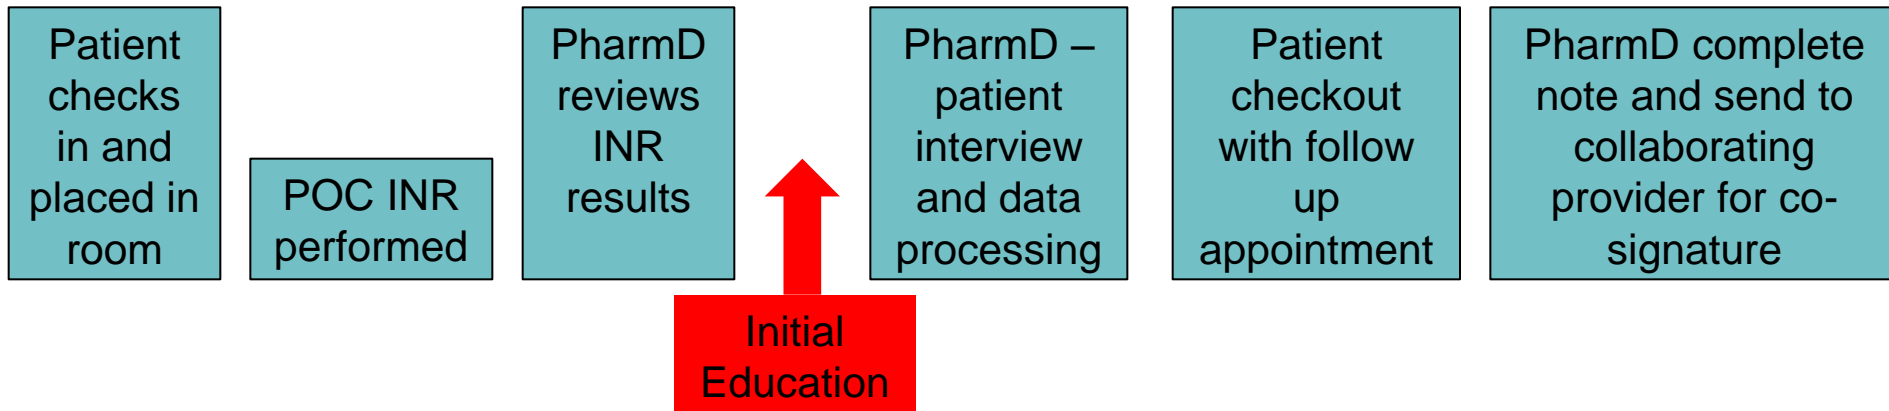 Patient
checks
in and
placed in
room
POC INR
performed
PharmD
reviews
INR
results
Initial
Education
PharmD –
patient
interview
and data
processing
Patient
checkout
with follow
up
appointment
PharmD complete
note and send to
collaborating
provider for co-
signature